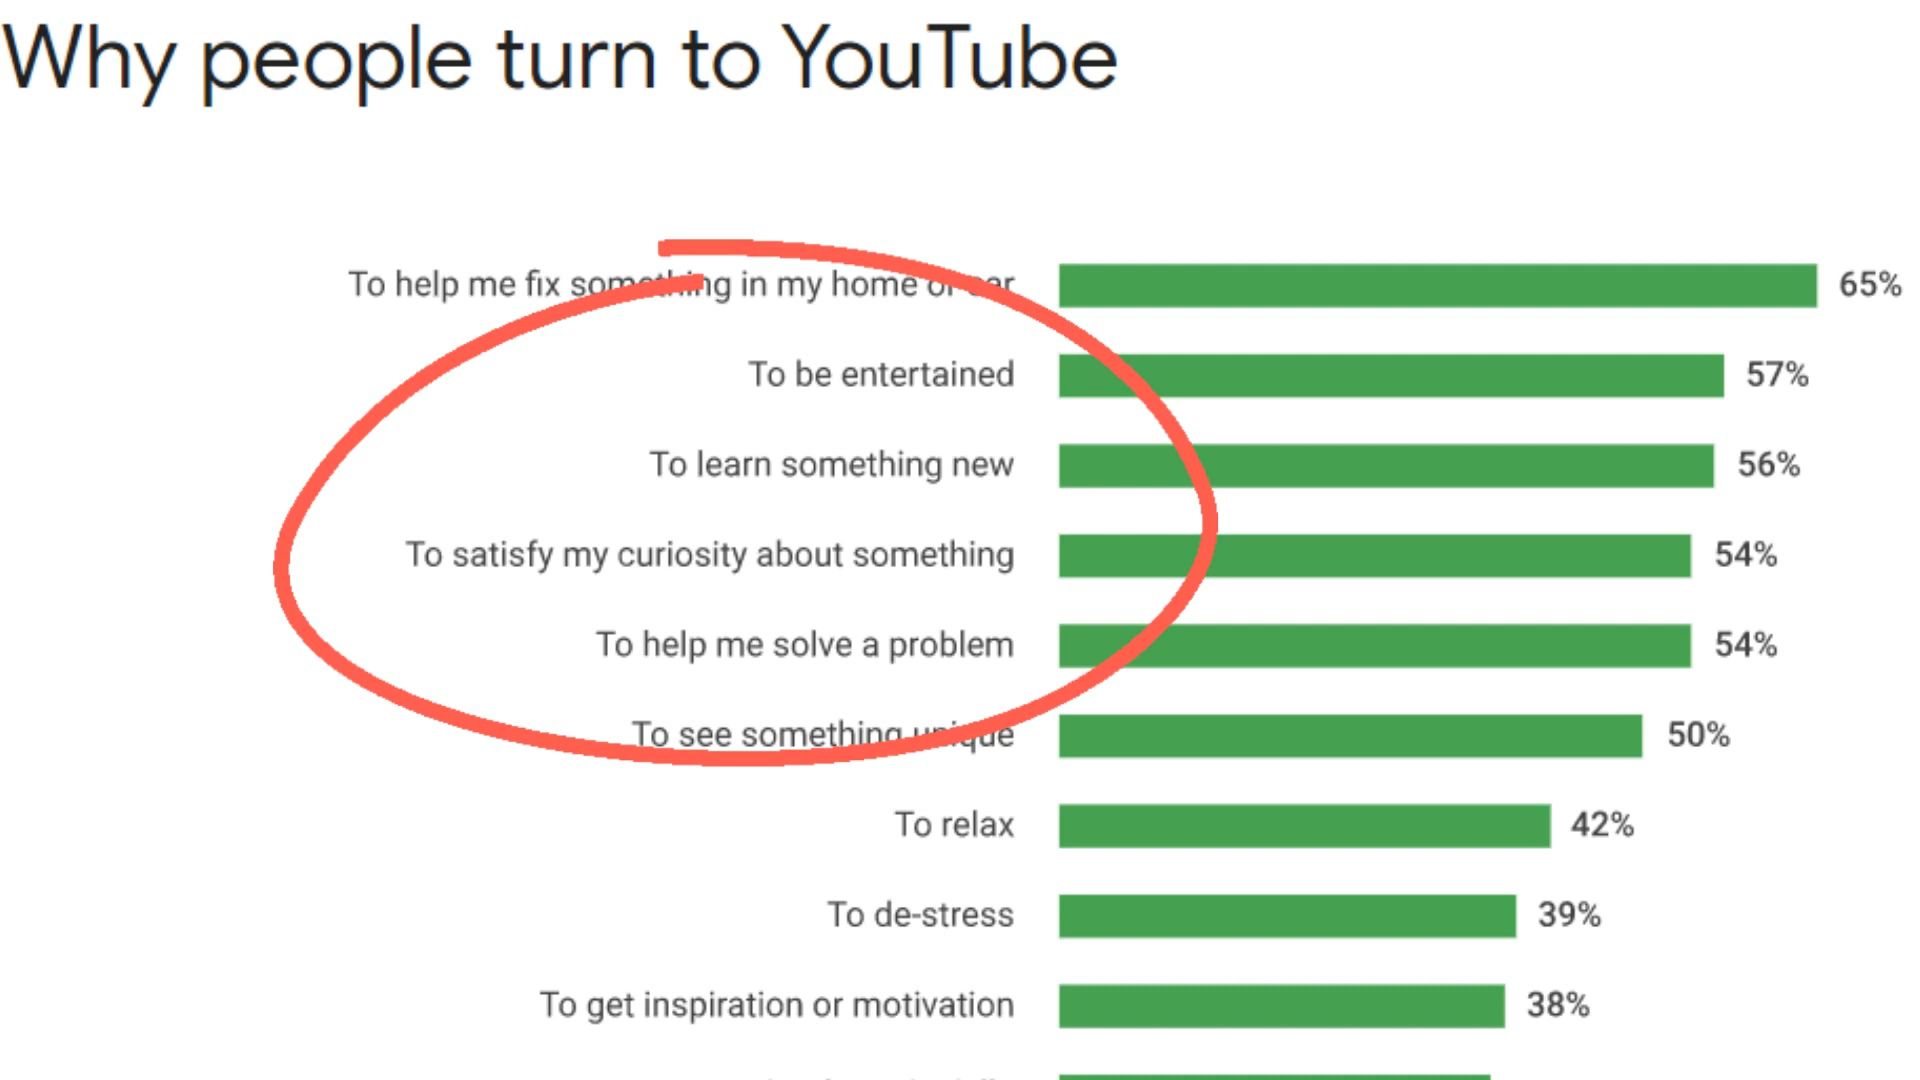 Why people turn to YouTube
To help me fix something in my home or car 65%
To be entertained 57%
To learn something new 56%
To satisfy my curiosity about something 54%
To help me solve a problem 54%
To see something unique 50%
To relax 42%
To de-stress 39%
To get inspiration or motivation 38%